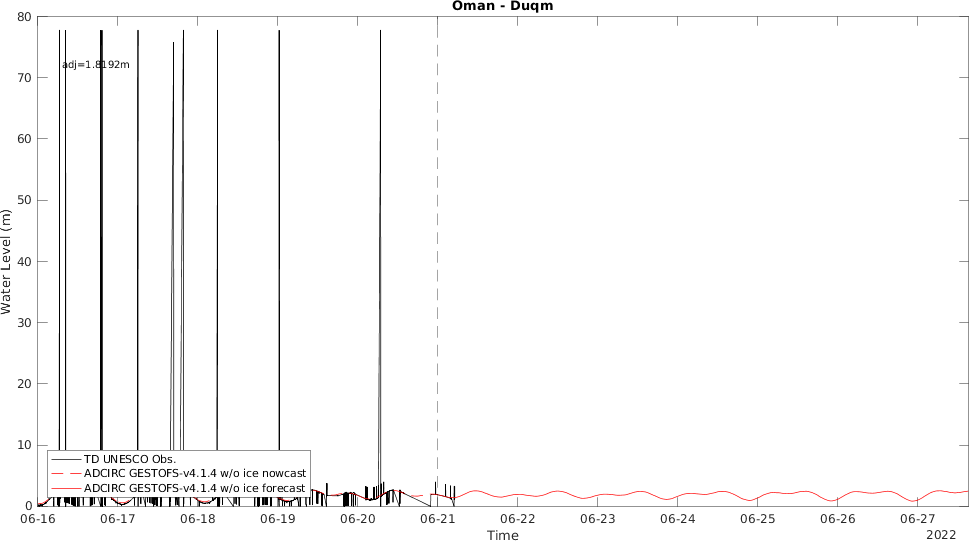 Oman - Duqm
80
70
60
50
40
30
20
10
0
Water Level (m)
adj=1.8192m
TD UNESCO Obs.
ADCIRC GESTOFS-v4.1.4 w/o ice nowcast
ADCIRC GESTOFS-v4.1.4 w/o ice forecast
06-16 06-17 06-18 06-19 06-20 06-21 06-22 06-23 06-24 06-25 06-26 06-27
Time
2022